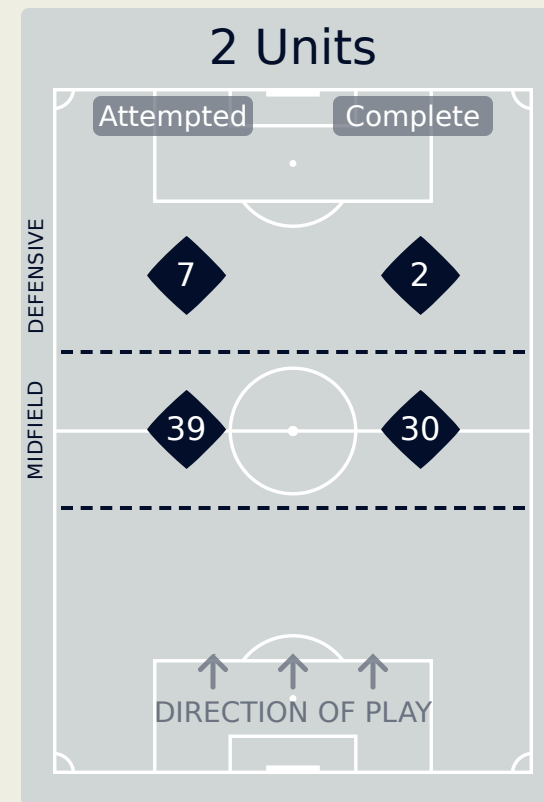 2 Units
Attempted Complete
DEFENSIVE
7 2
MIDFIELD
39 30
DIRECTION OF PLAY